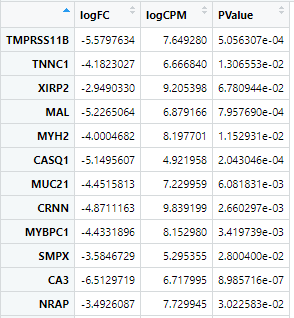 logFC logCPM PValue
TMPRSS11B -5.5797634 7.649280 5.056307e-04
TNNC1 -4.1823027 6.666840 1.306553e-02
XIRP2 -2.9490330 9.205398 6.780944e-02
MAL -5.2265064 6.879166 7.957690e-04
MYH2 -4.0004682 8.197701 1.152931e-02
CASQ1 -5.1495607 4.921958 2.043046e-04
MUC21 -4.4515813 7.229959 6.081831e-03
CRNN -4.8711163 9.839199 2.660297e-03
MYBPC1 -4.4331896 8.152980 3.419739e-03
SMPX -3.5846729 5.295355 2.800400e-02
CA3 -6.5129719 6.717995 8.985716e-07
NRAP -3.4926087 7.729945 3.022583e-02